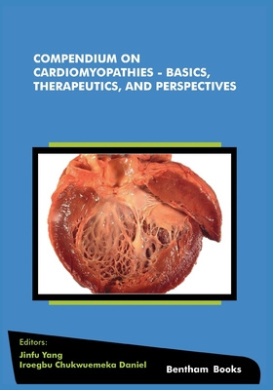 COMPENDIUM ON
CARDIOMYOPATHIES - BASICS,
THERAPEUTICS, AND PERSPECTIVES
Editors:
Jinfu Yang
Iroegbu Chukwuemeka Daniel
Bentham Books